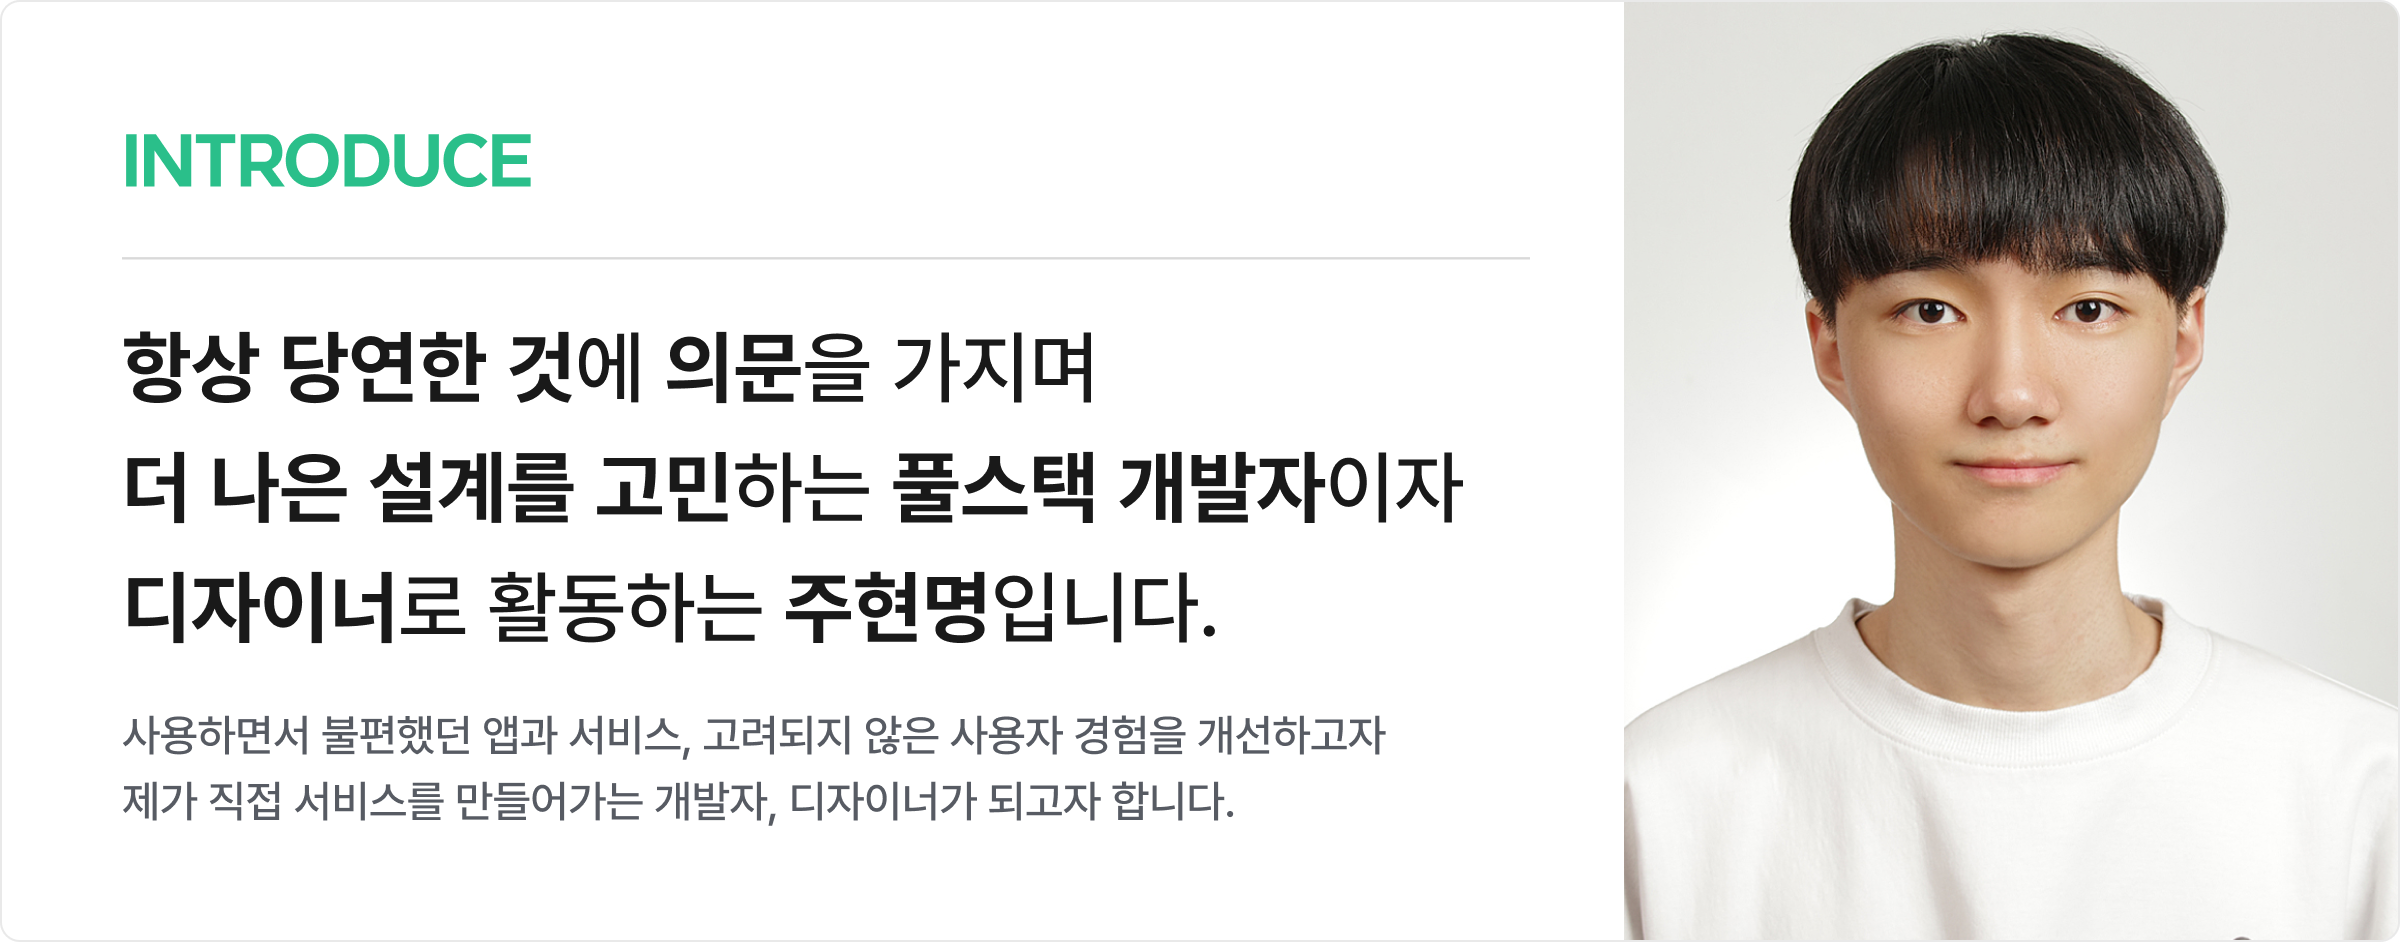 INTRODUCE
항상 당연한 것에 의문을 가지며
더 나은 설계를 고민하는 풀스택 개발자이자
디자이너로 활동하는 주현명입니다.
사용하면서 불편했던 앱과 서비스, 고려되지 않은 사용자 경험을 개선하고자
제가 직접 서비스를 만들어가는 개발자, 디자이너가 되고자 합니다.